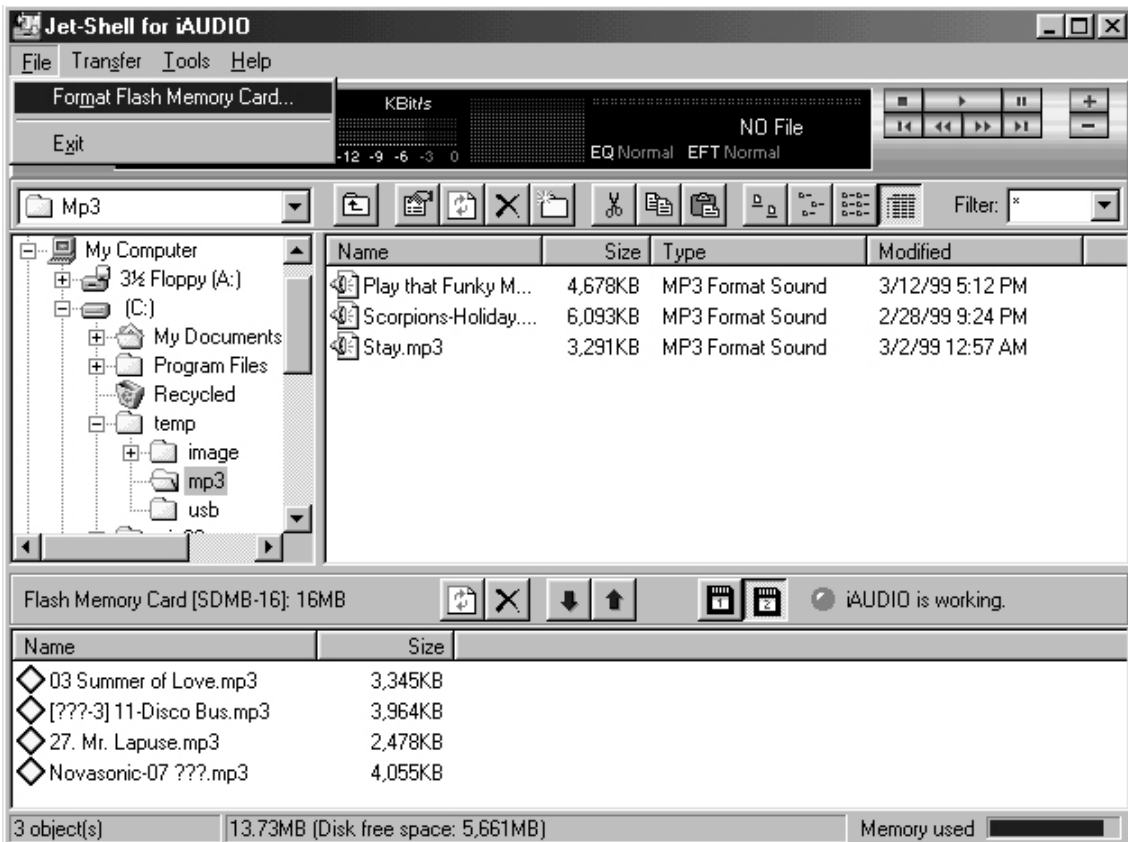 Jet-Shell for iAUDIO
File Transfer Tools Help
Format Flash Memory Card...
Exit
KBit/s
-12 -9 -6 -3 0
NO File
EQ Normal EFT Normal
Mp3
Filter: *
My Computer
3½ Floppy (A:)
(C:)
My Documents
Program Files
Recycled
temp
image
mp3
usb
Name Size Type Modified
Play that Funky M... 4,678KB MP3 Format Sound 3/12/99 5:12 PM
Scorpions-Holiday.... 6,093KB MP3 Format Sound 2/28/99 9:24 PM
Stay.mp3 3,291KB MP3 Format Sound 3/2/99 12:57 AM
Flash Memory Card [SDMB-16]: 16MB
1 2
iAUDIO is working.
Name Size
03 Summer of Love.mp3 3,345KB
[???-3] 11-Disco Bus.mp3 3,964KB
27. Mr. Lapuse.mp3 2,478KB
Novasonic-07 ???.mp3 4,055KB
3 object(s)
13.73MB (Disk free space: 5,661MB)
Memory used